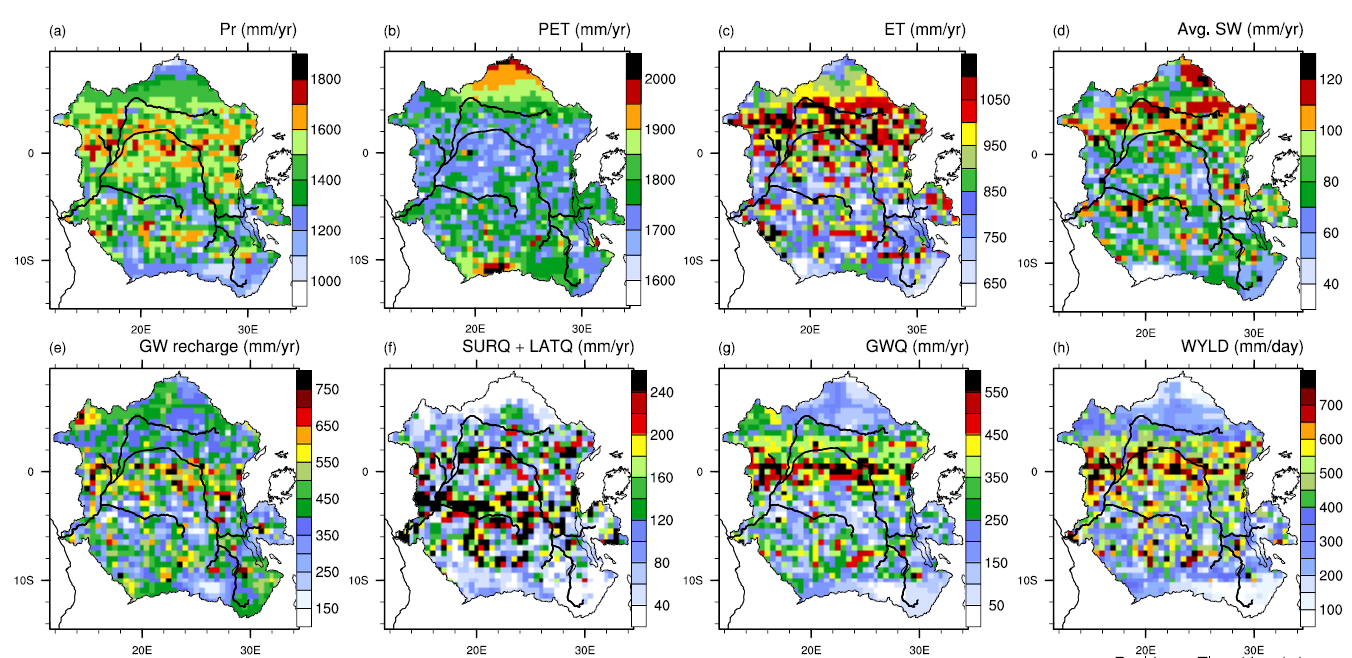 (a) Pr (mm/yr)
1800
1600
1400
1200
1000
0
10S
20E 30E
(b) PET (mm/yr)
2000
1900
1800
1700
1600
20E 30E
(c) ET (mm/yr)
1050
950
850
750
650
0
10S
20E 30E
(d) Avg. SW (mm/yr)
120
100
80
60
40
0
10S
20E 30E
(e) GW recharge (mm/yr)
750
650
550
450
350
250
150
0
10S
20E 30E
(f) SURQ + LATQ (mm/yr)
240
200
160
120
80
40
0
10S
20E 30E
(g) GWQ (mm/yr)
550
450
350
250
150
50
0
10S
20E 30E
(h) WYLD (mm/day)
700
600
500
400
300
200
100
0
10S
20E 30E